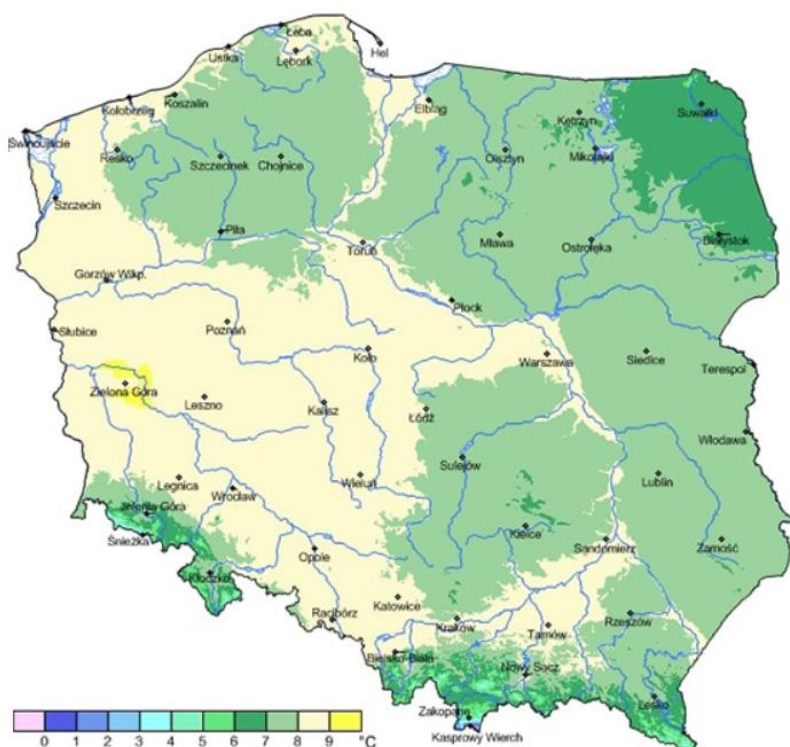 Łeba
Hel
Ustka
Lębork
Koszalin
Kołobrzeg
Elbląg
Kętrzyn
Suwałki
Świnoujście
Resko
Szczecinek
Chojnice
Olsztyn
Mikołajki
Szczecin
Piła
Toruń
Mława
Ostrołęka
Białystok
Gorzów Wlkp.
Płock
Słubice
Poznań
Koło
Warszawa
Siedlce
Terespol
Zielona Góra
Leszno
Kalisz
Łódź
Włodawa
Sulejów
Legnica
Wrocław
Wieluń
Lublin
Jelenia Góra
Śnieżka
Kielce
Sandomierz
Zamość
Opole
Kłodzko
Katowice
Racibórz
Kraków
Tarnów
Rzeszów
Bielsko-Biała
Nowy Sącz
Lesko
Zakopane
Kasprowy Wierch
0 1 2 3 4 5 6 7 8 9 °C